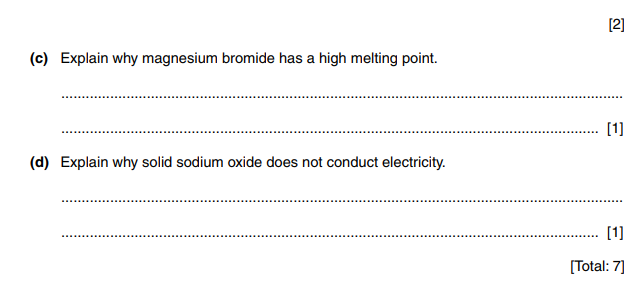 [2]
(c) Explain why magnesium bromide has a high melting point.
..........................................................................................................................................
.................................................................................................................................... [1]
(d) Explain why solid sodium oxide does not conduct electricity.
..........................................................................................................................................
.................................................................................................................................... [1]
[Total: 7]